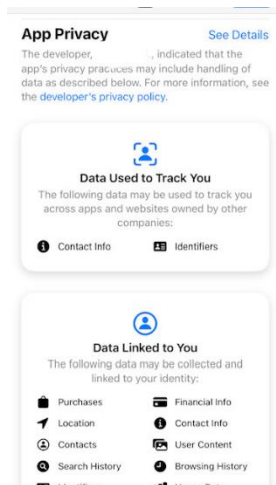 App Privacy See Details
The developer, , indicated that the
app's privacy practices may include handling of
data as described below. For more information, see
the developer's privacy policy.
Data Used to Track You
The following data may be used to track you
across apps and websites owned by other
companies:
Contact Info Identifiers
Data Linked to You
The following data may be collected and
linked to your identity:
Purchases Financial Info
Location Contact Info
Contacts User Content
Search History Browsing History